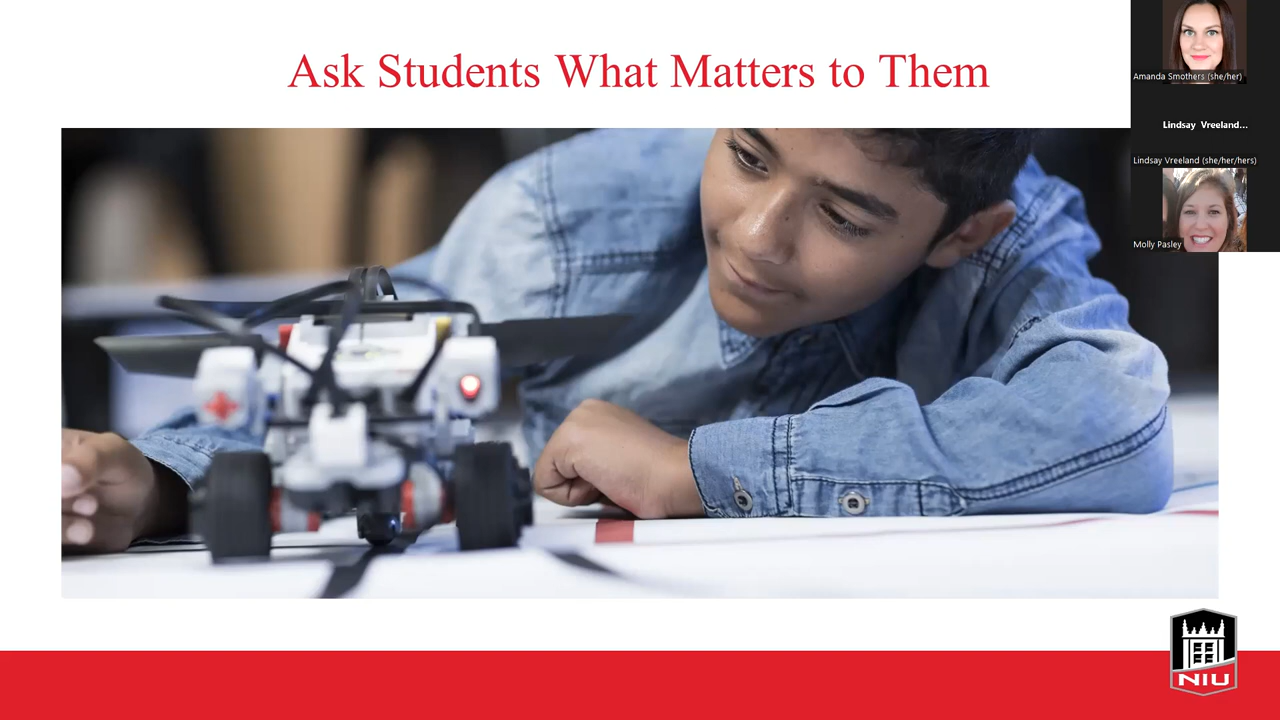 Ask Students What Matters to Them
Amanda Smothers (she/her)
Lindsay Vreeland...
Lindsay Vreeland (she/her/hers)
Molly Pasley
NIU